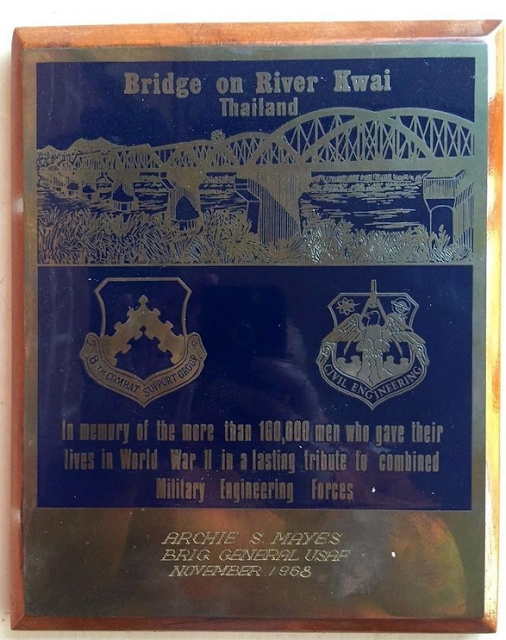 Bridge on River Kwai
Thailand
8TH COMBAT SUPPORT GROUP
CIVIL ENGINEERING
In memory of the more than 160,000 men who gave their
lives in World War II in a lasting tribute to combined
Military Engineering Forces
ARCHIE S. MAYES
BRIG. GENERAL USAF
NOVEMBER 1968